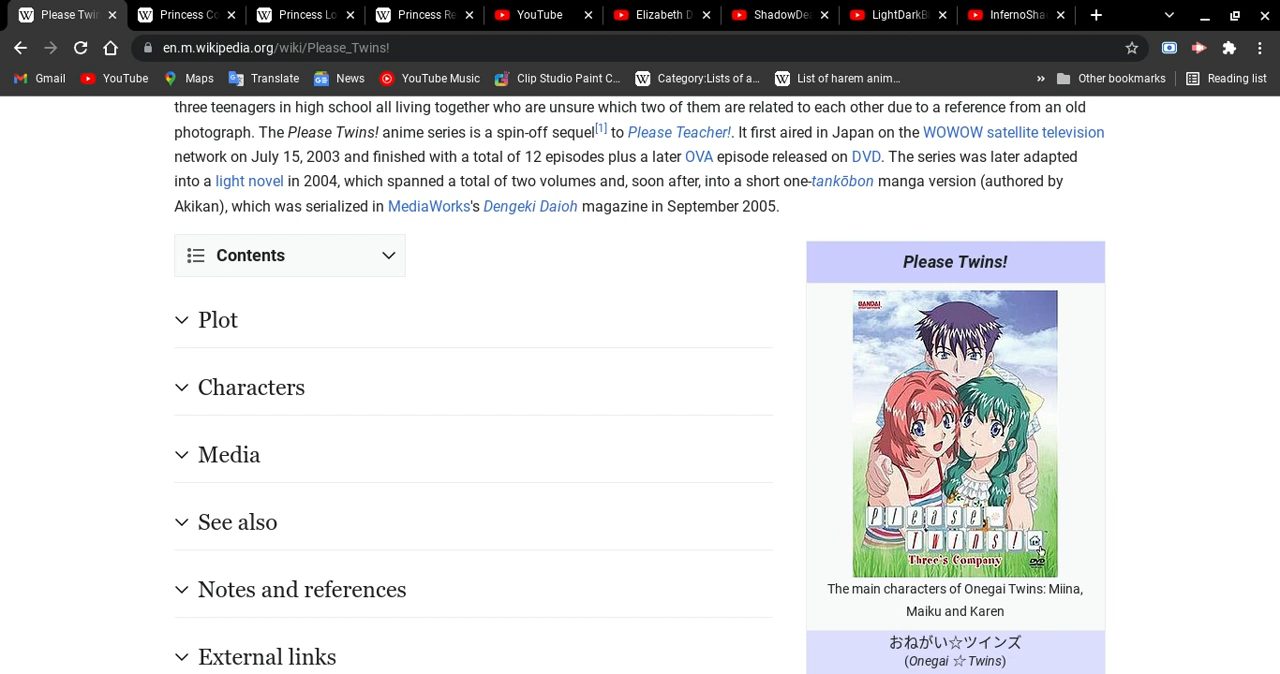 Please Twin
Princess Co
Princess Lo
Princess Re
YouTube
Elizabeth D
ShadowDea
LightDarkBl
InfernoSha
en.m.wikipedia.org/wiki/Please_Twins!
Gmail
YouTube
Maps
Translate
News
YouTube Music
Clip Studio Paint C...
Category:Lists of a...
List of harem anim...
»
Other bookmarks
Reading list
three teenagers in high school all living together who are unsure which two of them are related to each other due to a reference from an old
photograph. The Please Twins! anime series is a spin-off sequel[1] to Please Teacher!. It first aired in Japan on the WOWOW satellite television
network on July 15, 2003 and finished with a total of 12 episodes plus a later OVA episode released on DVD. The series was later adapted
into a light novel in 2004, which spanned a total of two volumes and, soon after, into a short one-tankōbon manga version (authored by
Akikan), which was serialized in MediaWorks's Dengeki Daioh magazine in September 2005.
Contents
Plot
Characters
Media
See also
Notes and references
External links
Please Twins!
BANDAI
Please
Twins!
Three's Company
DVD
The main characters of Onegai Twins: Miina,
Maiku and Karen
おねがい☆ツインズ
(Onegai ☆ Twins)